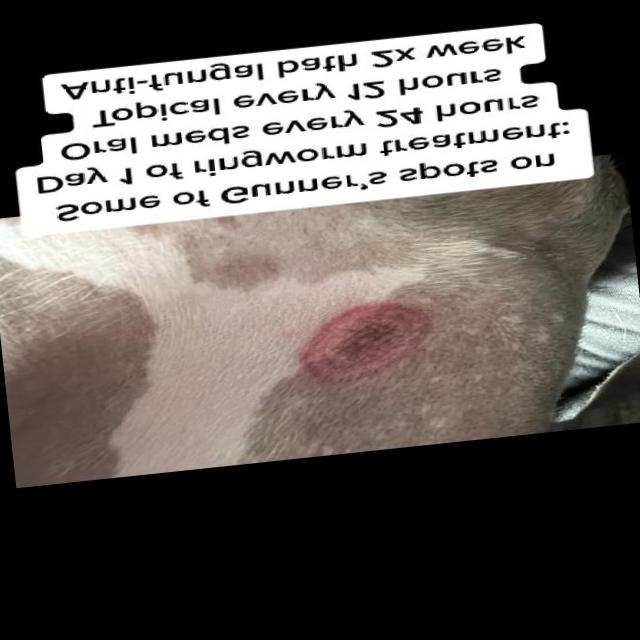 Some of Gunner's spots on
Day 1 of ringworm treatment:
Oral meds every 24 hours
Topical every 12 hours
Anti-fungal bath 2x week